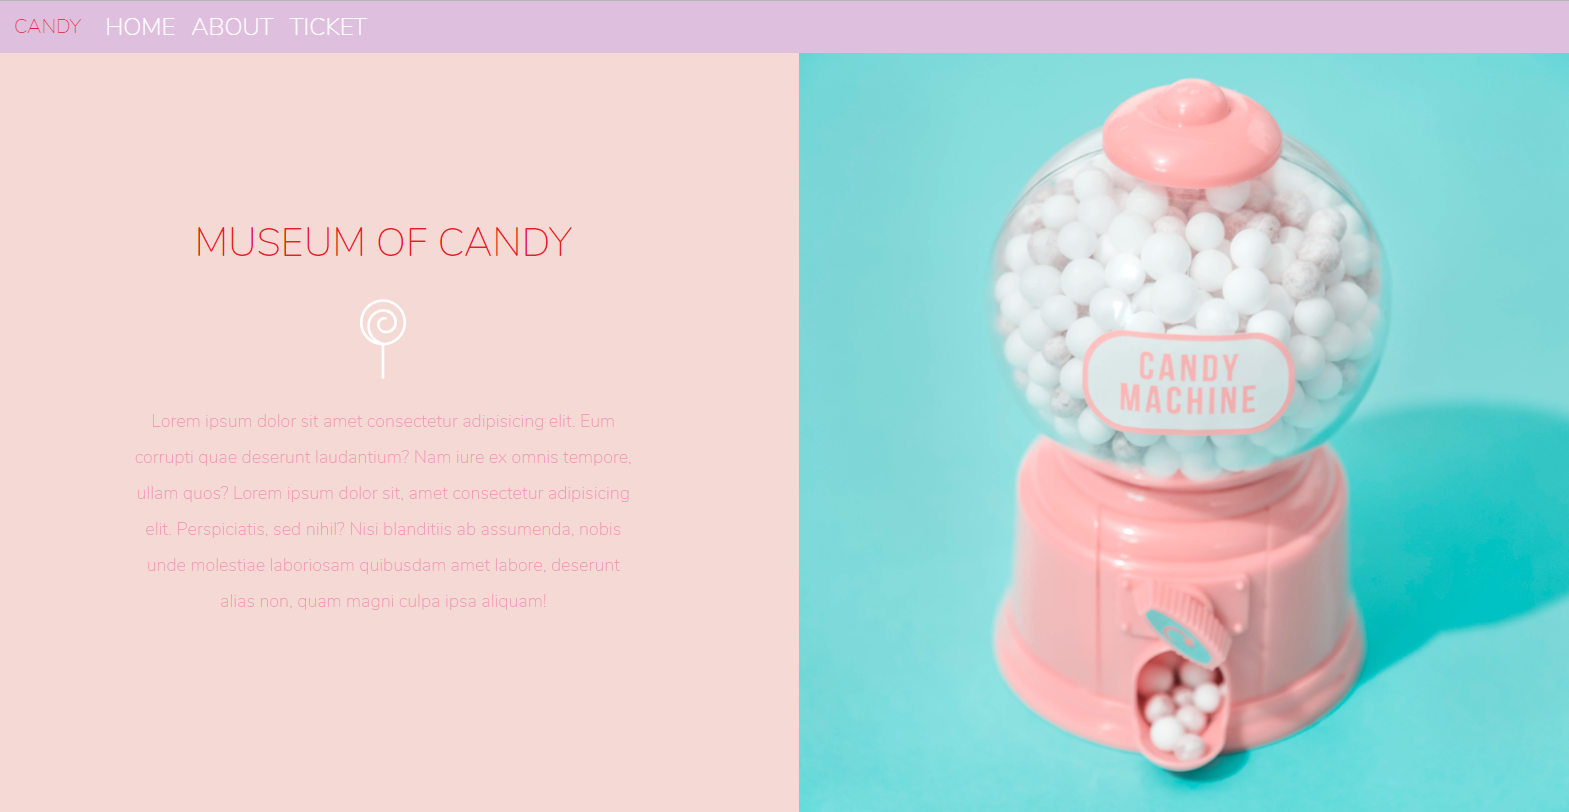 CANDY HOME ABOUT TICKET
MUSEUM OF CANDY
Lorem ipsum dolor sit amet consectetur adipisicing elit. Eum
corrupti quae deserunt laudantium? Nam iure ex omnis tempore,
ullam quos? Lorem ipsum dolor sit, amet consectetur adipisicing
elit. Perspiciatis, sed nihil? Nisi blanditiis ab assumenda, nobis
unde molestiae laboriosam quibusdam amet labore, deserunt
alias non, quam magni culpa ipsa aliquam!
CANDY
MACHINE